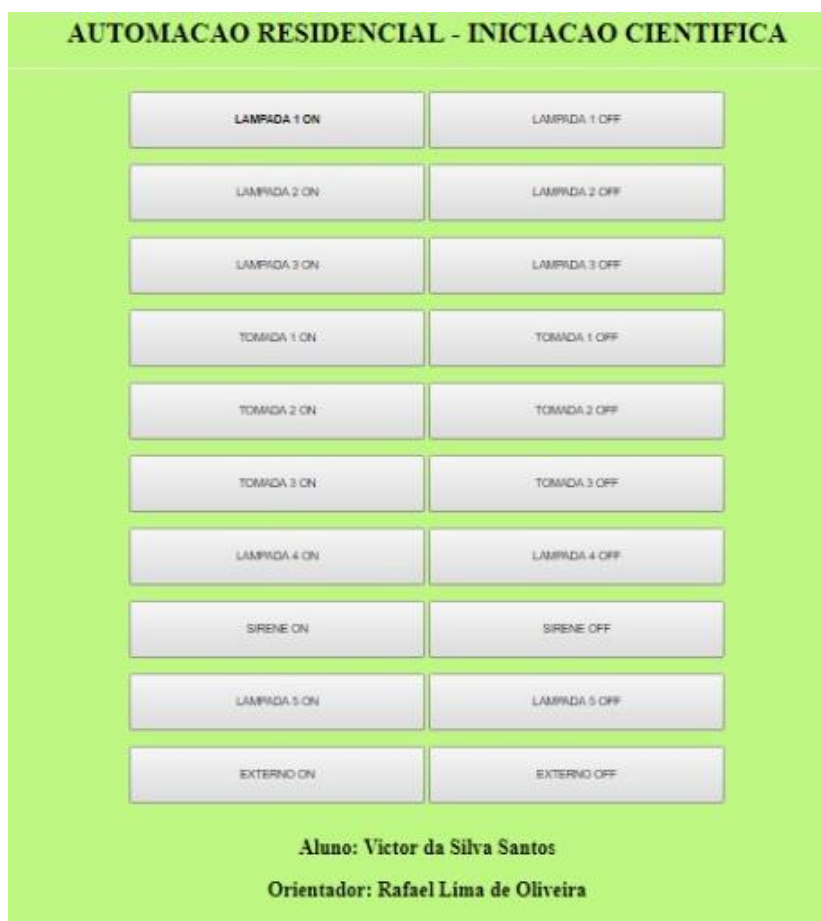 AUTOMACAO RESIDENCIAL - INICIACAO CIENTIFICA
LAMPADA 1 ON LAMPADA 1 OFF
LAMPADA 2 ON LAMPADA 2 OFF
LAMPADA 3 ON LAMPADA 3 OFF
TOMADA 1 ON TOMADA 1 OFF
TOMADA 2 ON TOMADA 2 OFF
TOMADA 3 ON TOMADA 3 OFF
LAMPADA 4 ON LAMPADA 4 OFF
SIRENE ON SIRENE OFF
LAMPADA 5 ON LAMPADA 5 OFF
EXTERNO ON EXTERNO OFF
Aluno: Victor da Silva Santos
Orientador: Rafael Lima de Oliveira